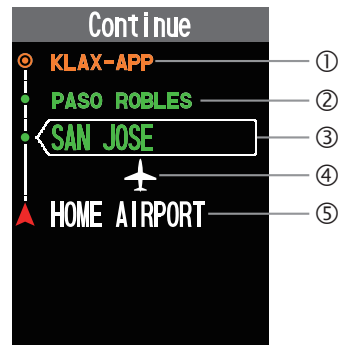 Continue
KLAX-APP ①
PASO ROBLES ②
SAN JOSE ③
④
HOME AIRPORT ⑤